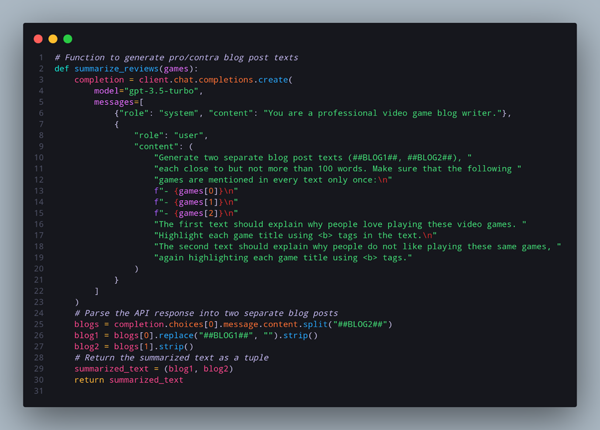 1 # Function to generate pro/contra blog post texts
2 def summarize_reviews(games):
3     completion = client.chat.completions.create(
4         model="gpt-3.5-turbo",
5         messages=[
6             {"role": "system", "content": "You are a professional video game blog writer."},
7             {
8                 "role": "user",
9                 "content": (
10                     "Generate two separate blog post texts (##BLOG1##, ##BLOG2##), "
11                     "each close to but not more than 100 words. Make sure that the following "
12                     "games are mentioned in every text only once:\n"
13                     f"- {games[0]}\n"
14                     f"- {games[1]}\n"
15                     f"- {games[2]}\n"
16                     "The first text should explain why people love playing these video games. "
17                     "Highlight each game title using <b> tags in the text.\n"
18                     "The second text should explain why people do not like playing these same games, "
19                     "again highlighting each game title using <b> tags."
20                 )
21             }
22         ]
23     )
24     # Parse the API response into two separate blog posts
25     blogs = completion.choices[0].message.content.split("##BLOG2##")
26     blog1 = blogs[0].replace("##BLOG1##", "").strip()
27     blog2 = blogs[1].strip()
28     # Return the summarized text as a tuple
29     summarized_text = (blog1, blog2)
30     return summarized_text
31